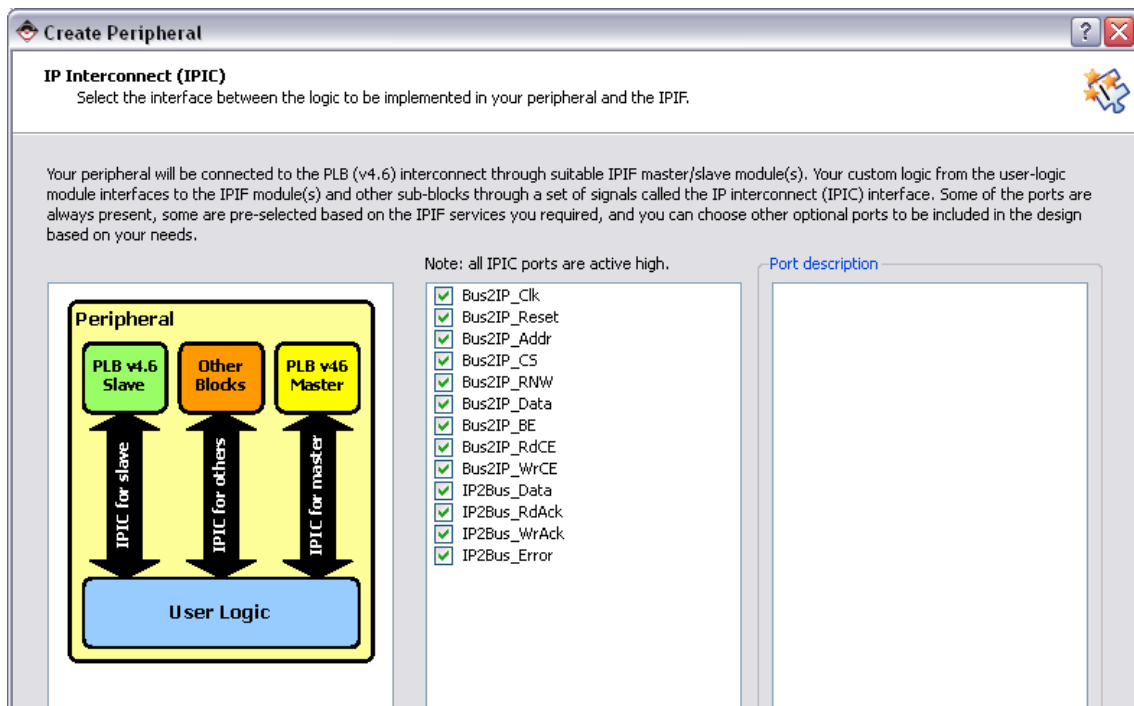 Create Peripheral
?
IP Interconnect (IPIC)
Select the interface between the logic to be implemented in your peripheral and the IPIF.
Your peripheral will be connected to the PLB (v4.6) interconnect through suitable IPIF master/slave module(s). Your custom logic from the user-logic
module interfaces to the IPIF module(s) and other sub-blocks through a set of signals called the IP interconnect (IPIC) interface. Some of the ports are
always present, some are pre-selected based on the IPIF services you required, and you can choose other optional ports to be included in the design
based on your needs.
Peripheral
PLB v4.6
Slave
Other
Blocks
PLB v46
Master
IPIC for slave
IPIC for others
IPIC for master
User Logic
Note: all IPIC ports are active high.
Bus2IP_Clk
Bus2IP_Reset
Bus2IP_Addr
Bus2IP_CS
Bus2IP_RNW
Bus2IP_Data
Bus2IP_BE
Bus2IP_RdCE
Bus2IP_WrCE
IP2Bus_Data
IP2Bus_RdAck
IP2Bus_WrAck
IP2Bus_Error
Port description